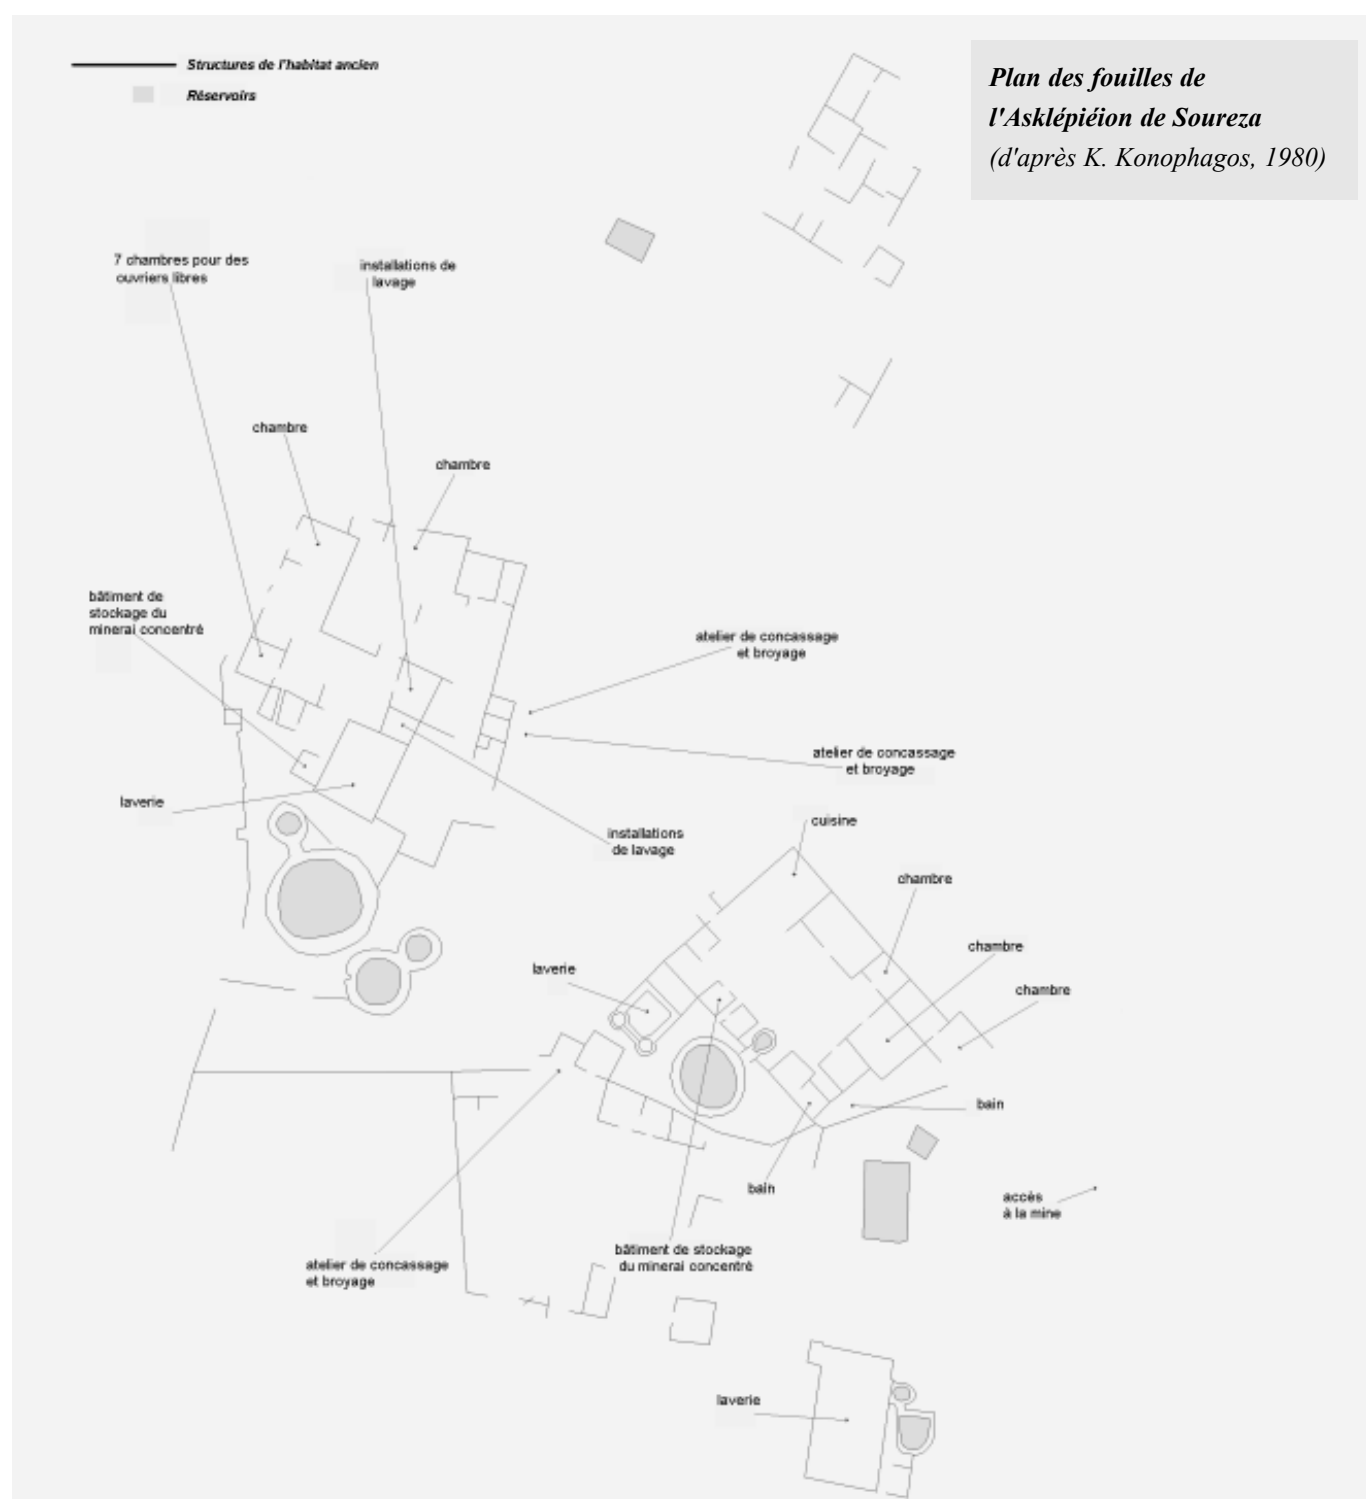 Structures de l'habitat ancien
Réservoirs
Plan des fouilles de
l'Asklépiéion de Soureza
(d'après K. Konophagos, 1980)
7 chambres pour des
ouvriers libres
installations de
lavage
chambre
chambre
bâtiment de
stockage du
minerai concentré
atelier de concassage
et broyage
atelier de concassage
et broyage
laverie
installations
de lavage
cuisine
chambre
chambre
chambre
laverie
bain
bain
accès
à la mine
bâtiment de stockage
du minerai concentré
atelier de concassage
et broyage
laverie